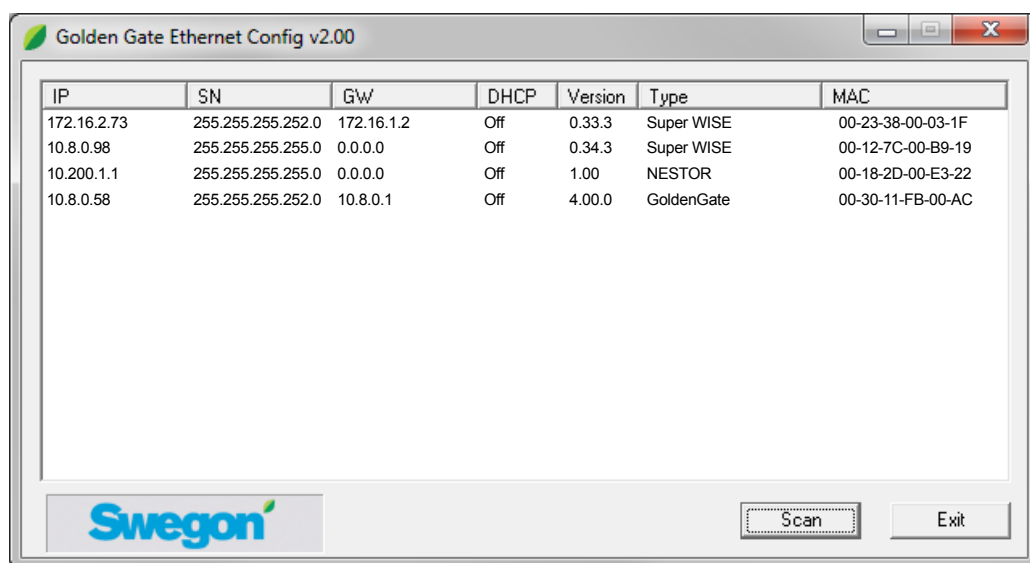 Golden Gate Ethernet Config v2.00
IP SN GW DHCP Version Type MAC
172.16.2.73 255.255.255.252.0 172.16.1.2 Off 0.33.3 Super WISE 00-23-38-00-03-1F
10.8.0.98 255.255.255.255.0 0.0.0.0 Off 0.34.3 Super WISE 00-12-7C-00-B9-19
10.200.1.1 255.255.255.255.0 0.0.0.0 Off 1.00 NESTOR 00-18-2D-00-E3-22
10.8.0.58 255.255.255.252.0 10.8.0.1 Off 4.00.0 GoldenGate 00-30-11-FB-00-AC
Swegon Scan Exit